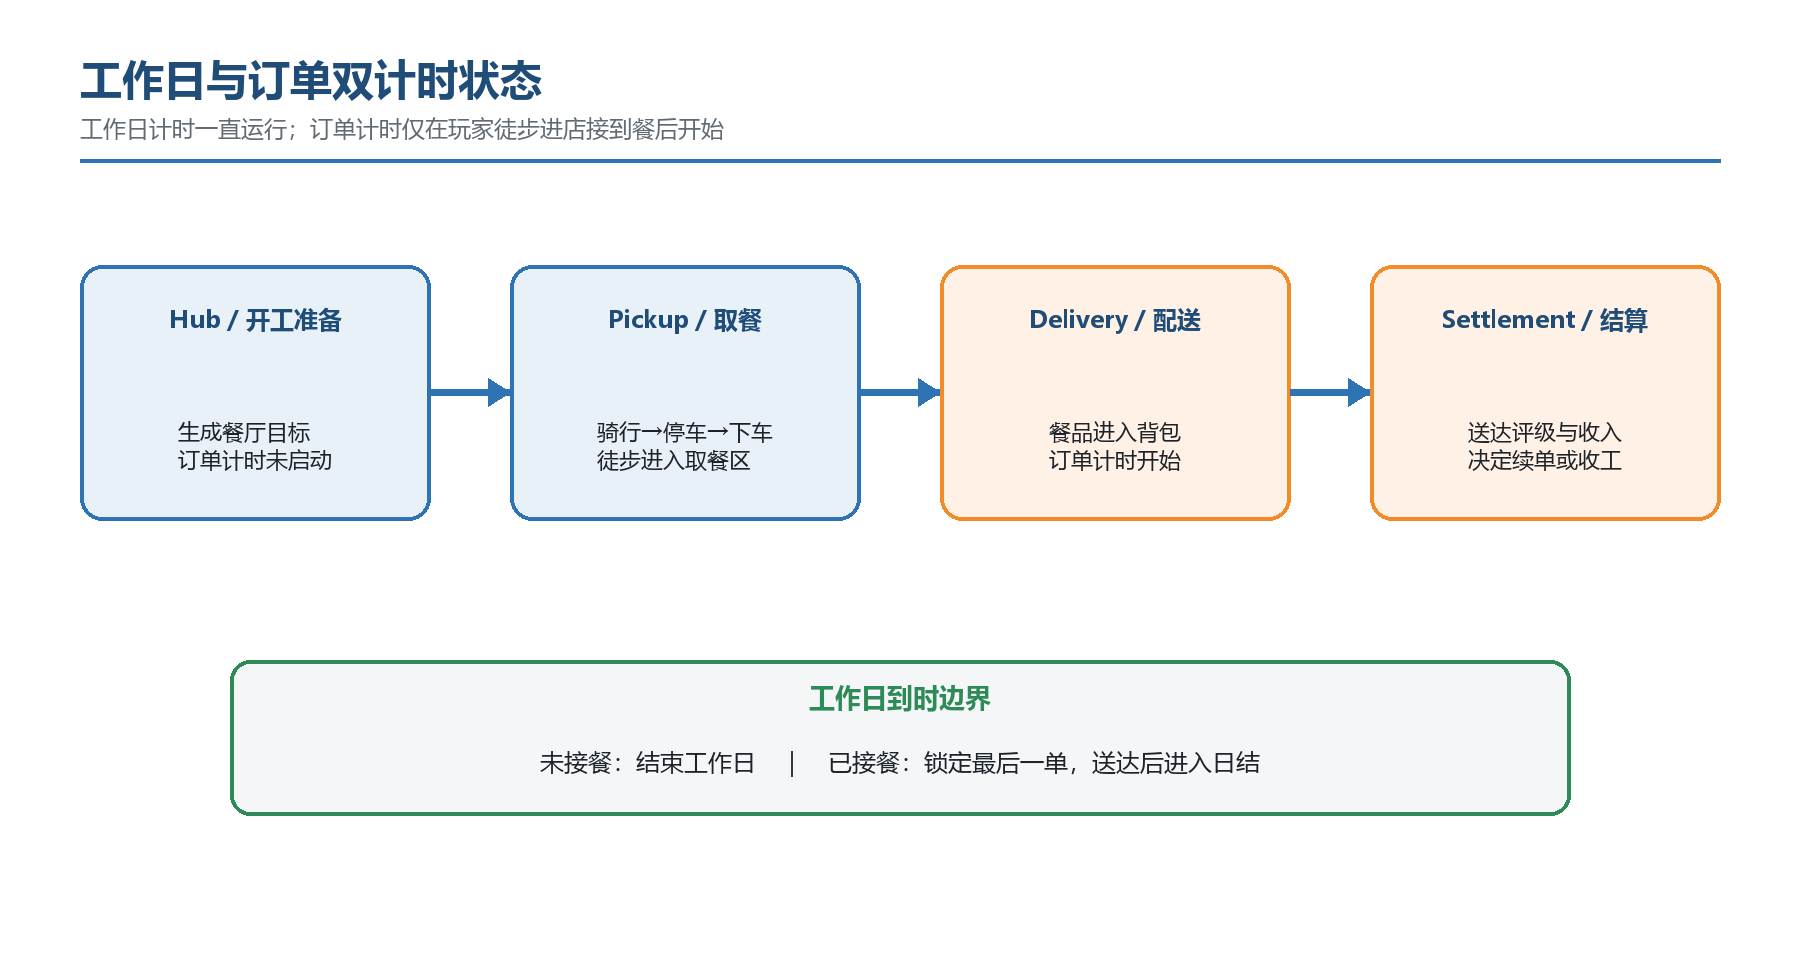 工作日与订单双计时状态
工作日计时一直运行；订单计时仅在玩家徒步进店接到餐后开始
Hub / 开工准备
生成餐厅目标
订单计时未启动
Pickup / 取餐
骑行→停车→下车
徒步进入取餐区
Delivery / 配送
餐品进入背包
订单计时开始
Settlement / 结算
送达评级与收入
决定续单或收工
工作日到时边界
未接餐：结束工作日 | 已接餐：锁定最后一单，送达后进入日结